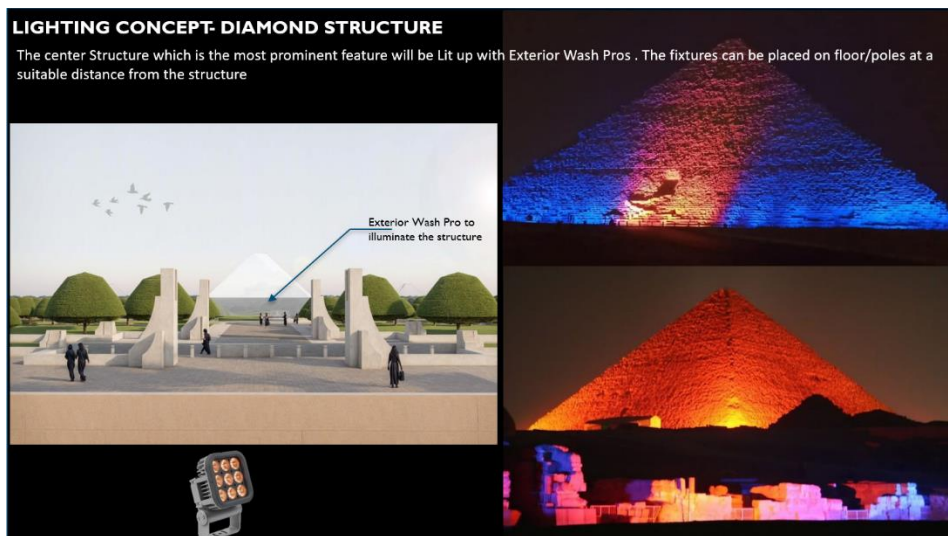 LIGHTING CONCEPT- DIAMOND STRUCTURE
The center Structure which is the most prominent feature will be Lit up with Exterior Wash Pros . The fixtures can be placed on floor/poles at a
suitable distance from the structure
Exterior Wash Pro to
illuminate the structure